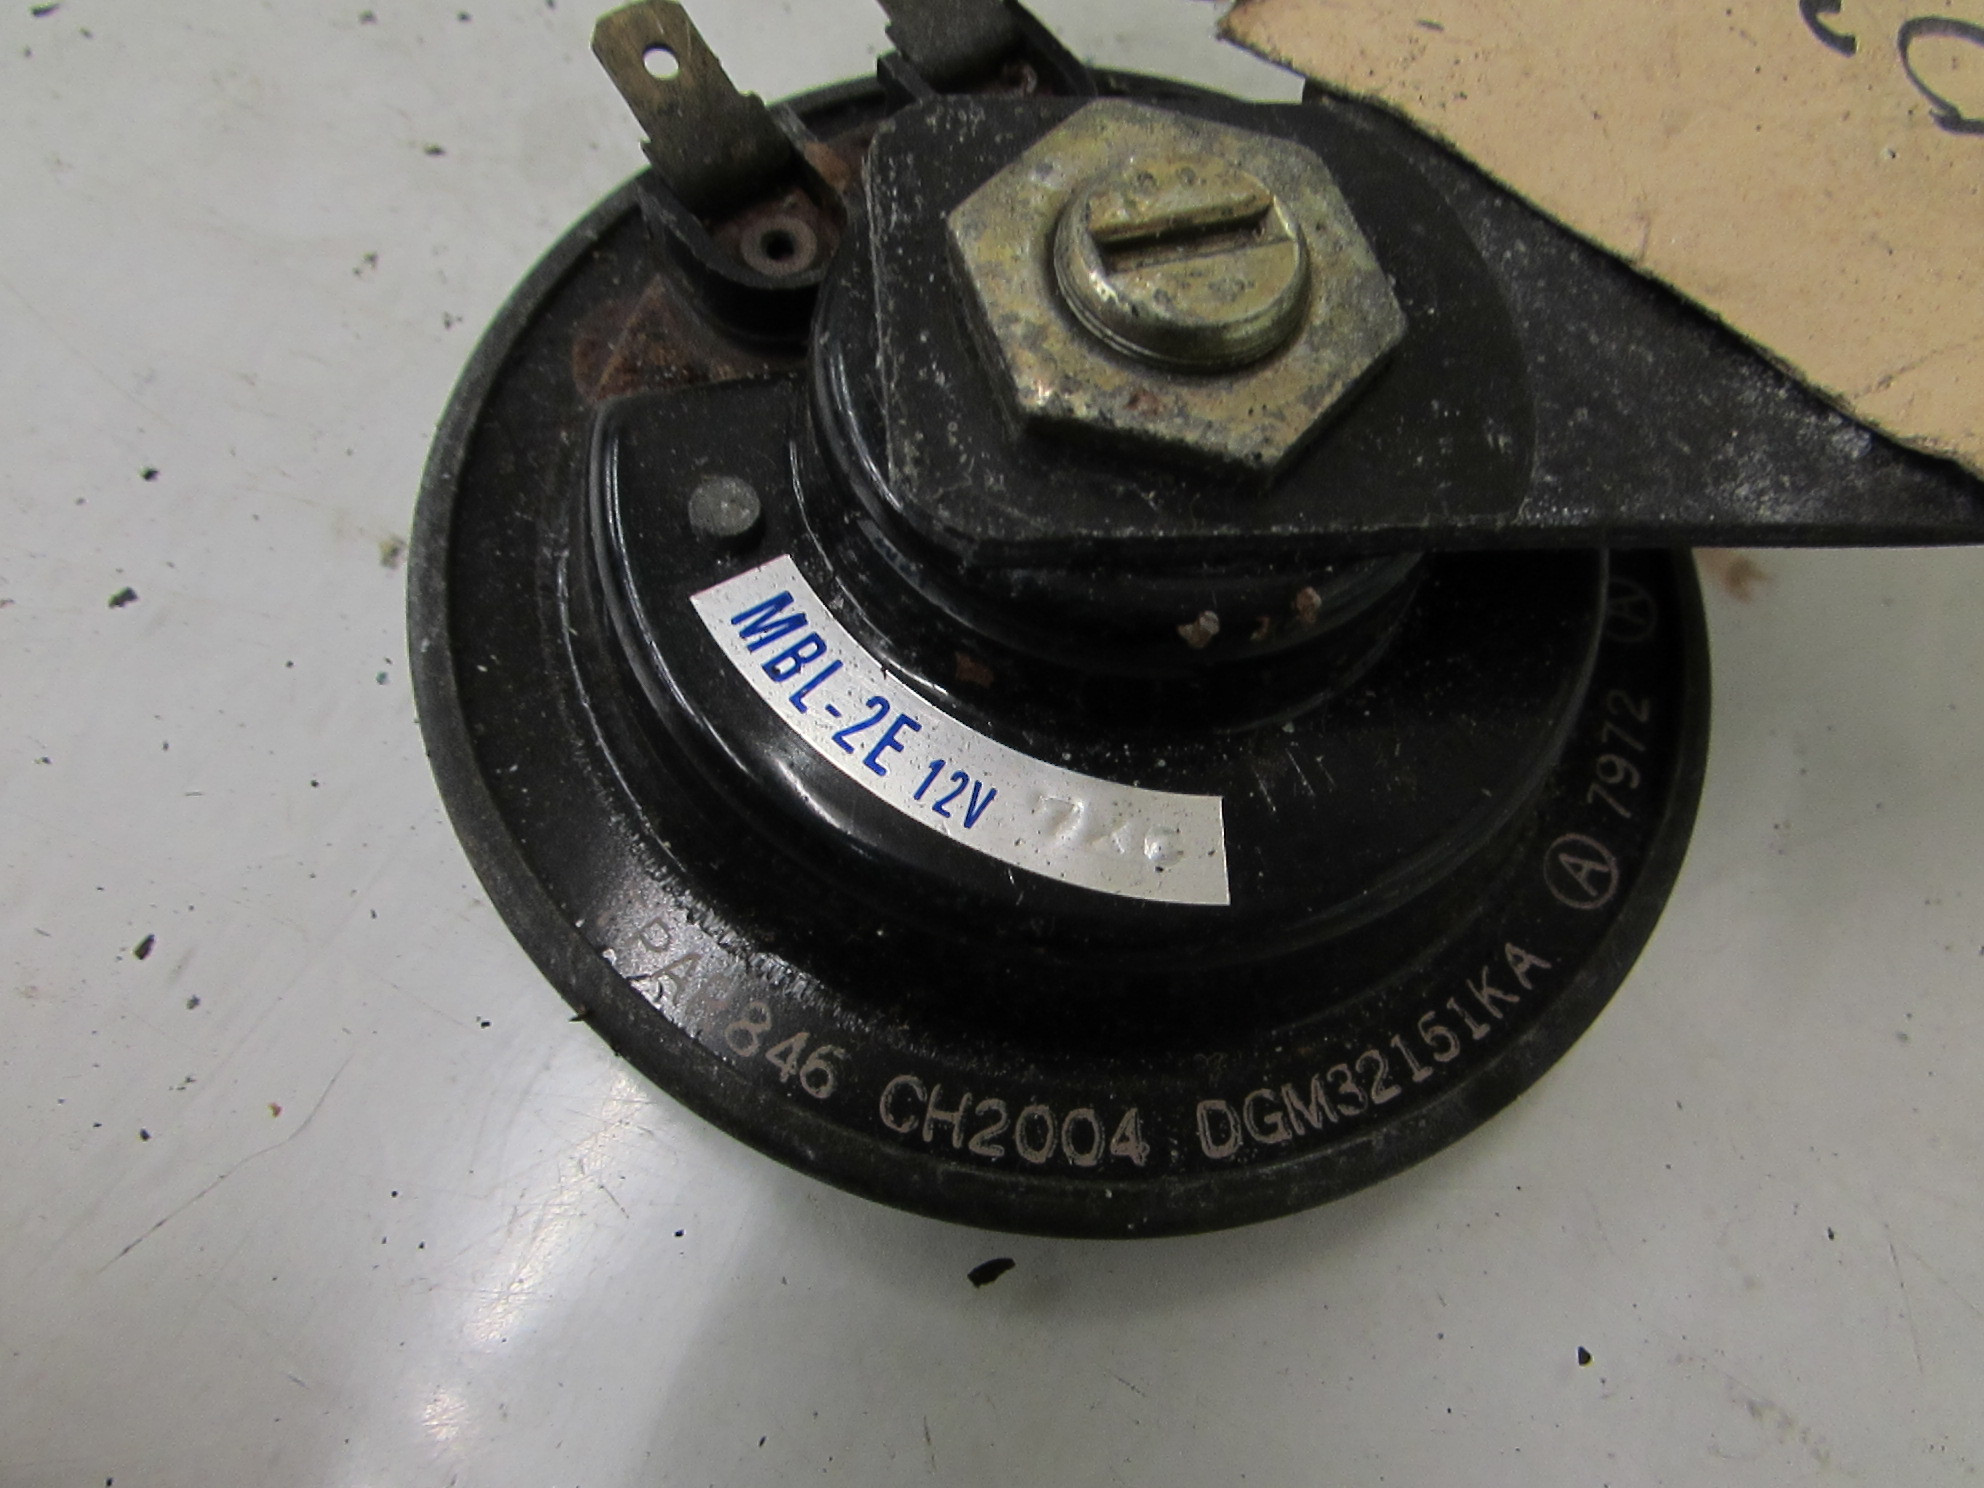 MBL-2E 12V
846 CH2004 DGM32151KA Ⓐ 7972 Ⓐ